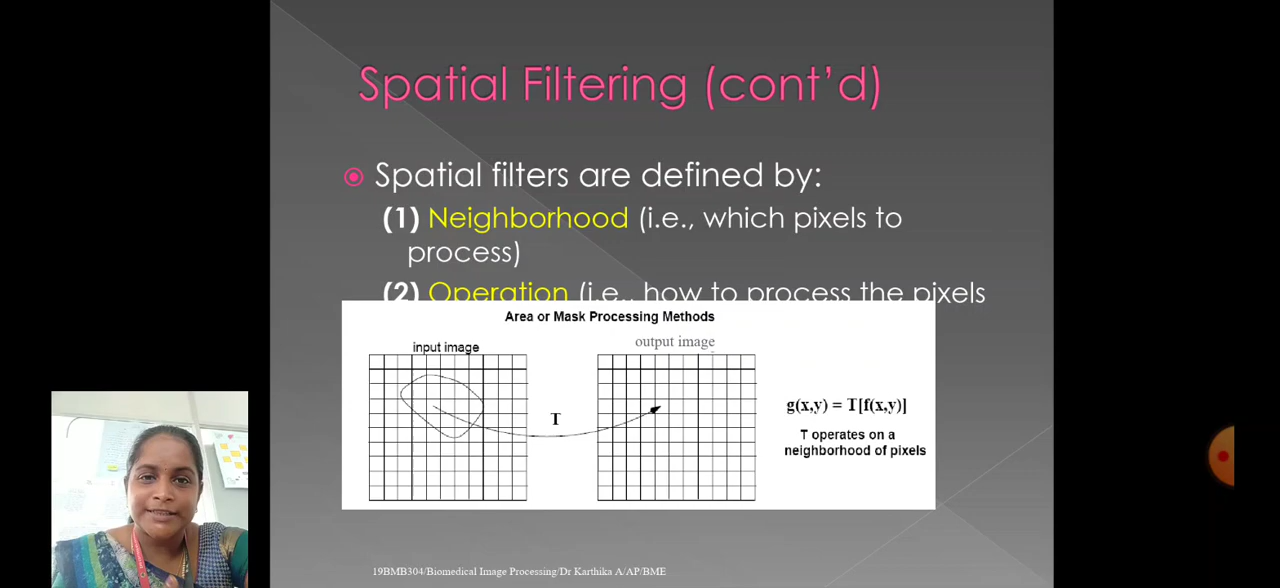 Spatial Filtering (cont’d)
Spatial filters are defined by:
(1) Neighborhood (i.e., which pixels to
process)
(2) Operation (i.e., how to process the pixels
Area or Mask Processing Methods
input image
output image
T
g(x,y) = T[f(x,y)]
T operates on a
neighborhood of pixels
19BMB304/Biomedical Image Processing/Dr Karthika A/AP/BME